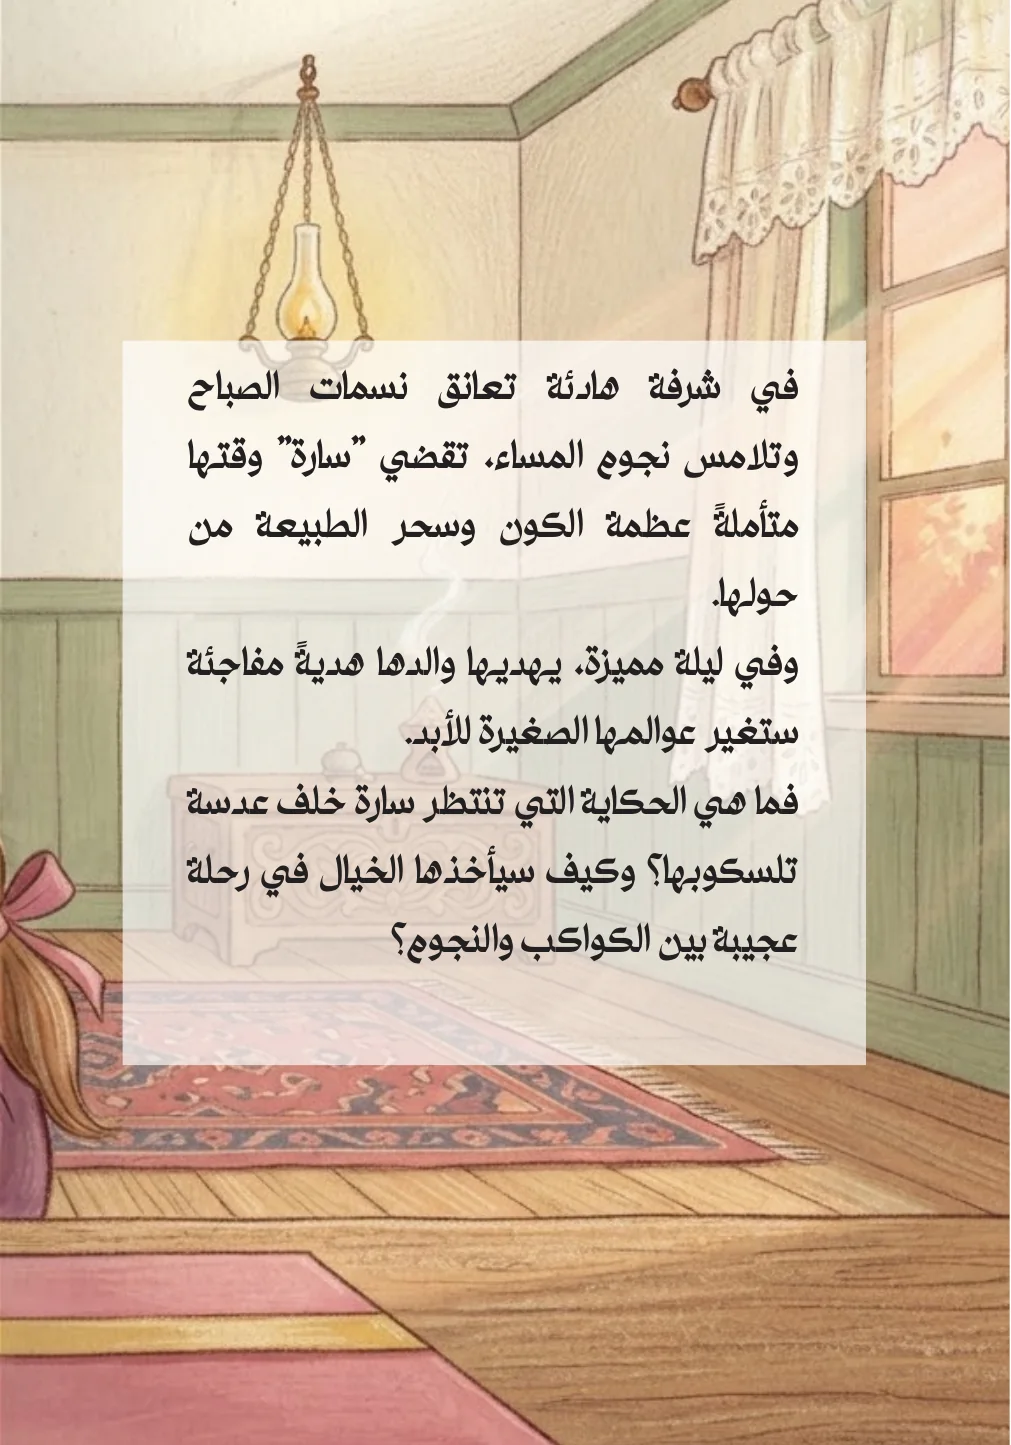 في شرفة هادئة تعانق نسمات الصباح
وتلامس نجوم المساء، تقضي "سارة" وقتها
متأملةً عظمة الكون وسحر الطبيعة من
حولها.
وفي ليلة مميزة، يهديها والدها هديةً مفاجئة
ستغير عوالمها الصغيرة للأبد.
فما هي الحكاية التي تنتظر سارة خلف عدسة
تلسكوبها؟ وكيف سيأخذها الخيال في رحلة
عجيبة بين الكواكب والنجوم؟